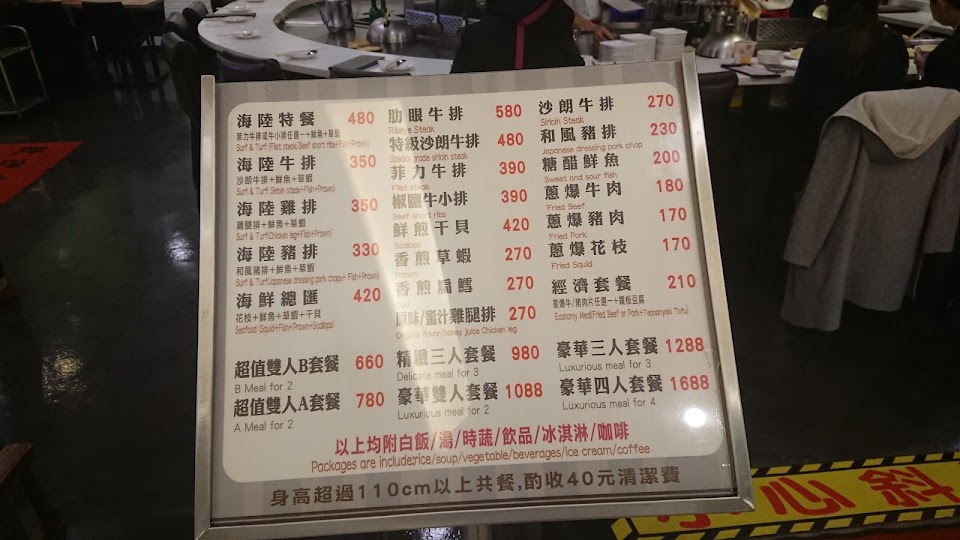 海陸特餐 480
菲力牛排或牛小排任選一+鮮魚+草蝦
Surf & Turf (Fillet steak/Beef short ribs+Fish+Prawn)
海陸牛排 350
沙朗牛排+鮮魚+草蝦
Surf & Turf( Sirloin steak+Fish+Prawn)
海陸雞排 350
雞腿排+鮮魚+草蝦
Surf & Turf(Chicken leg+Fish+Prawn)
海陸豬排 330
和風豬排+鮮魚+草蝦
Surf & Turf(Japanese dressing pork chop+ Fish+Prawn)
海鮮總匯 420
花枝+鮮魚+草蝦+干貝
Seafood (Squid+Fish+Prawn+Scallops)
肋眼牛排 580
Ribeye Steak
特級沙朗牛排 480
Special grade sirloin steak
菲力牛排 390
Fillet steak
椒鹽牛小排 390
Beef short ribs
鮮煎干貝 420
Scallops
香煎草蝦 270
Prawn
香煎扁鱈 270
原味/蜜汁雞腿排 270
Original flavor/honey juice Chicken leg
沙朗牛排 270
Sirloin Steak
和風豬排 230
Japanese dressing pork chop
糖醋鮮魚 200
Sweet and sour fish
蔥爆牛肉 180
Fried Beef
蔥爆豬肉 170
Fried Pork
蔥爆花枝 170
Fried Squid
經濟套餐 210
蔥爆牛/豬肉片任選一+鐵板豆腐
Economy Meal(Fried Beef or Pork+Teppanyaki Tofu)
超值雙人B套餐 660
B Meal for 2
超值雙人A套餐 780
A Meal for 2
精緻三人套餐 980
Delicate meal for 3
豪華雙人套餐 1088
Luxurious meal for 2
豪華三人套餐 1288
Luxurious meal for 3
豪華四人套餐 1688
Luxurious meal for 4
以上均附白飯/湯/時蔬/飲品/冰淇淋/咖啡
Packages are include:rice/soup/vegetable/beverages/ice cream/coffee
身高超過110cm以上共餐,酌收40元清潔費
小心斜